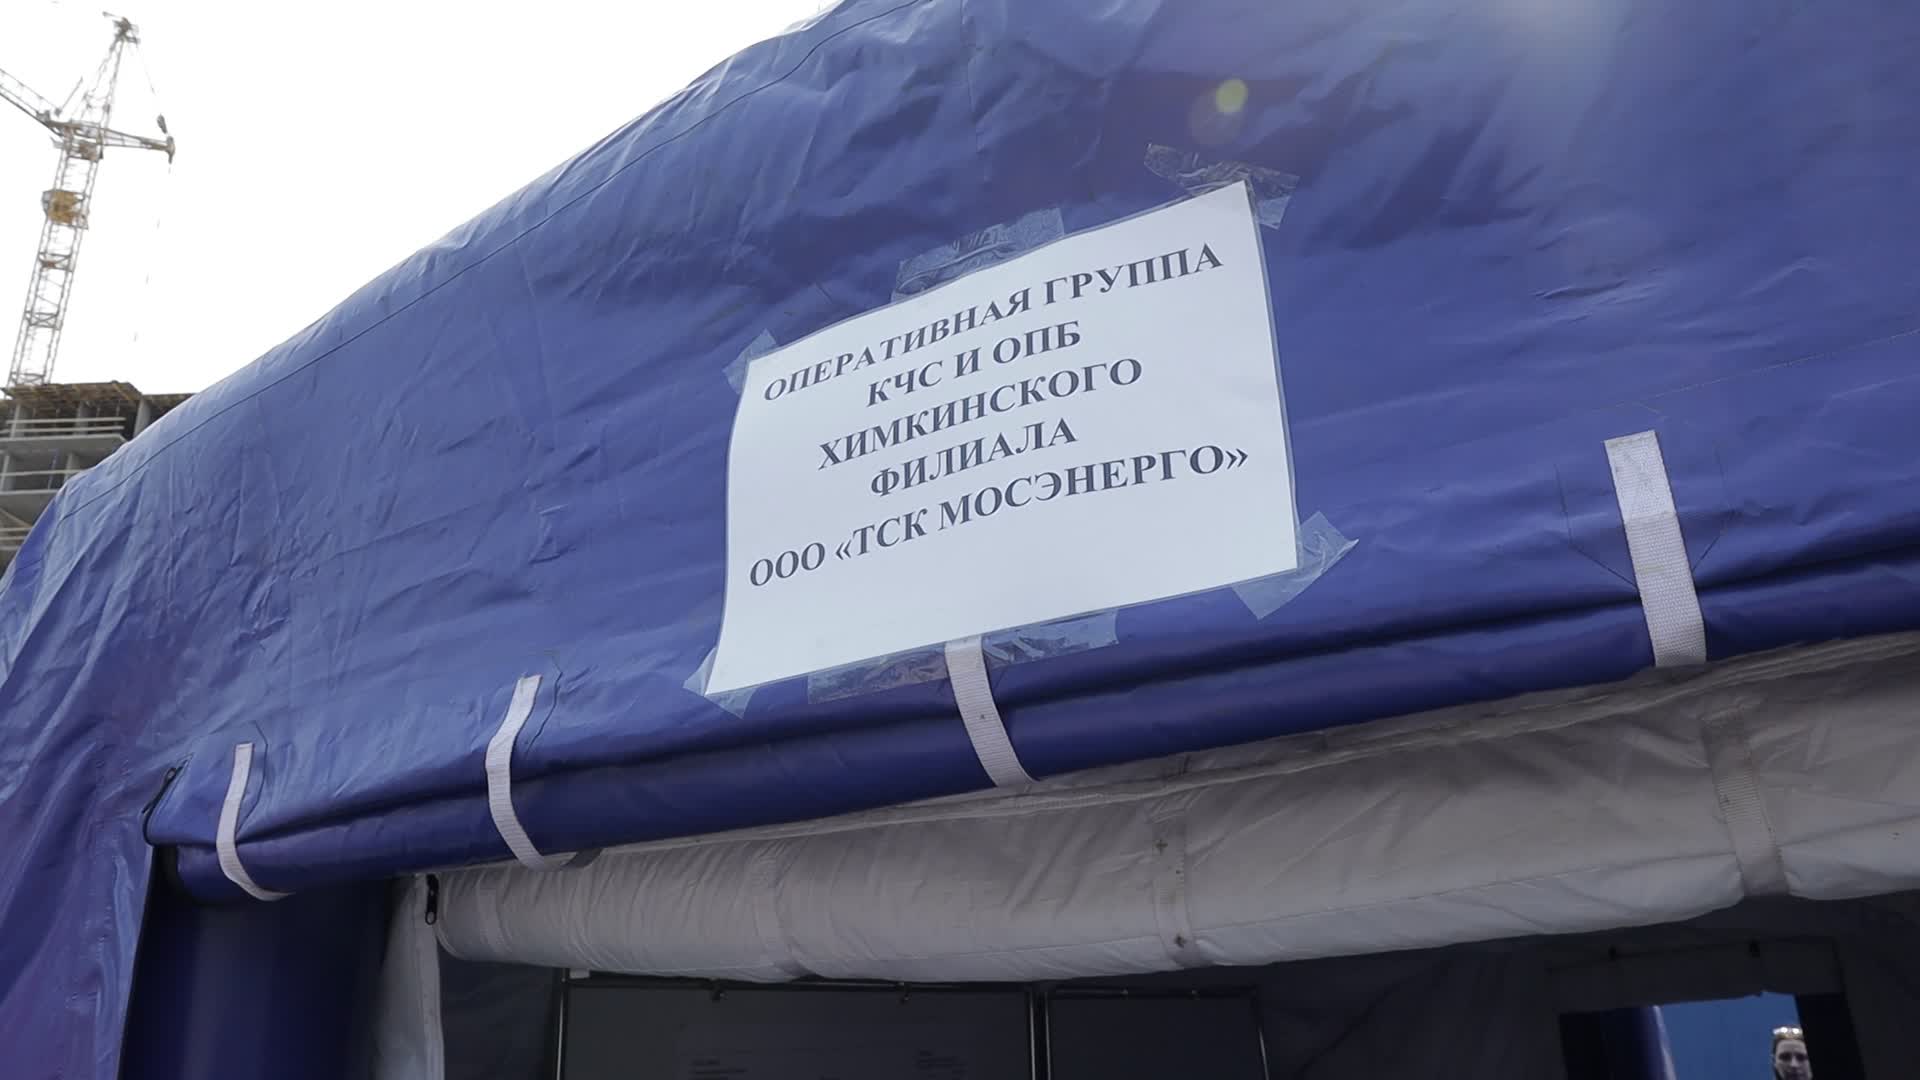 ОПЕРАТИВНАЯ ГРУППА
КЧС И ОПБ
ХИМКИНСКОГО
ФИЛИАЛА
ООО «ТСК МОСЭНЕРГО»